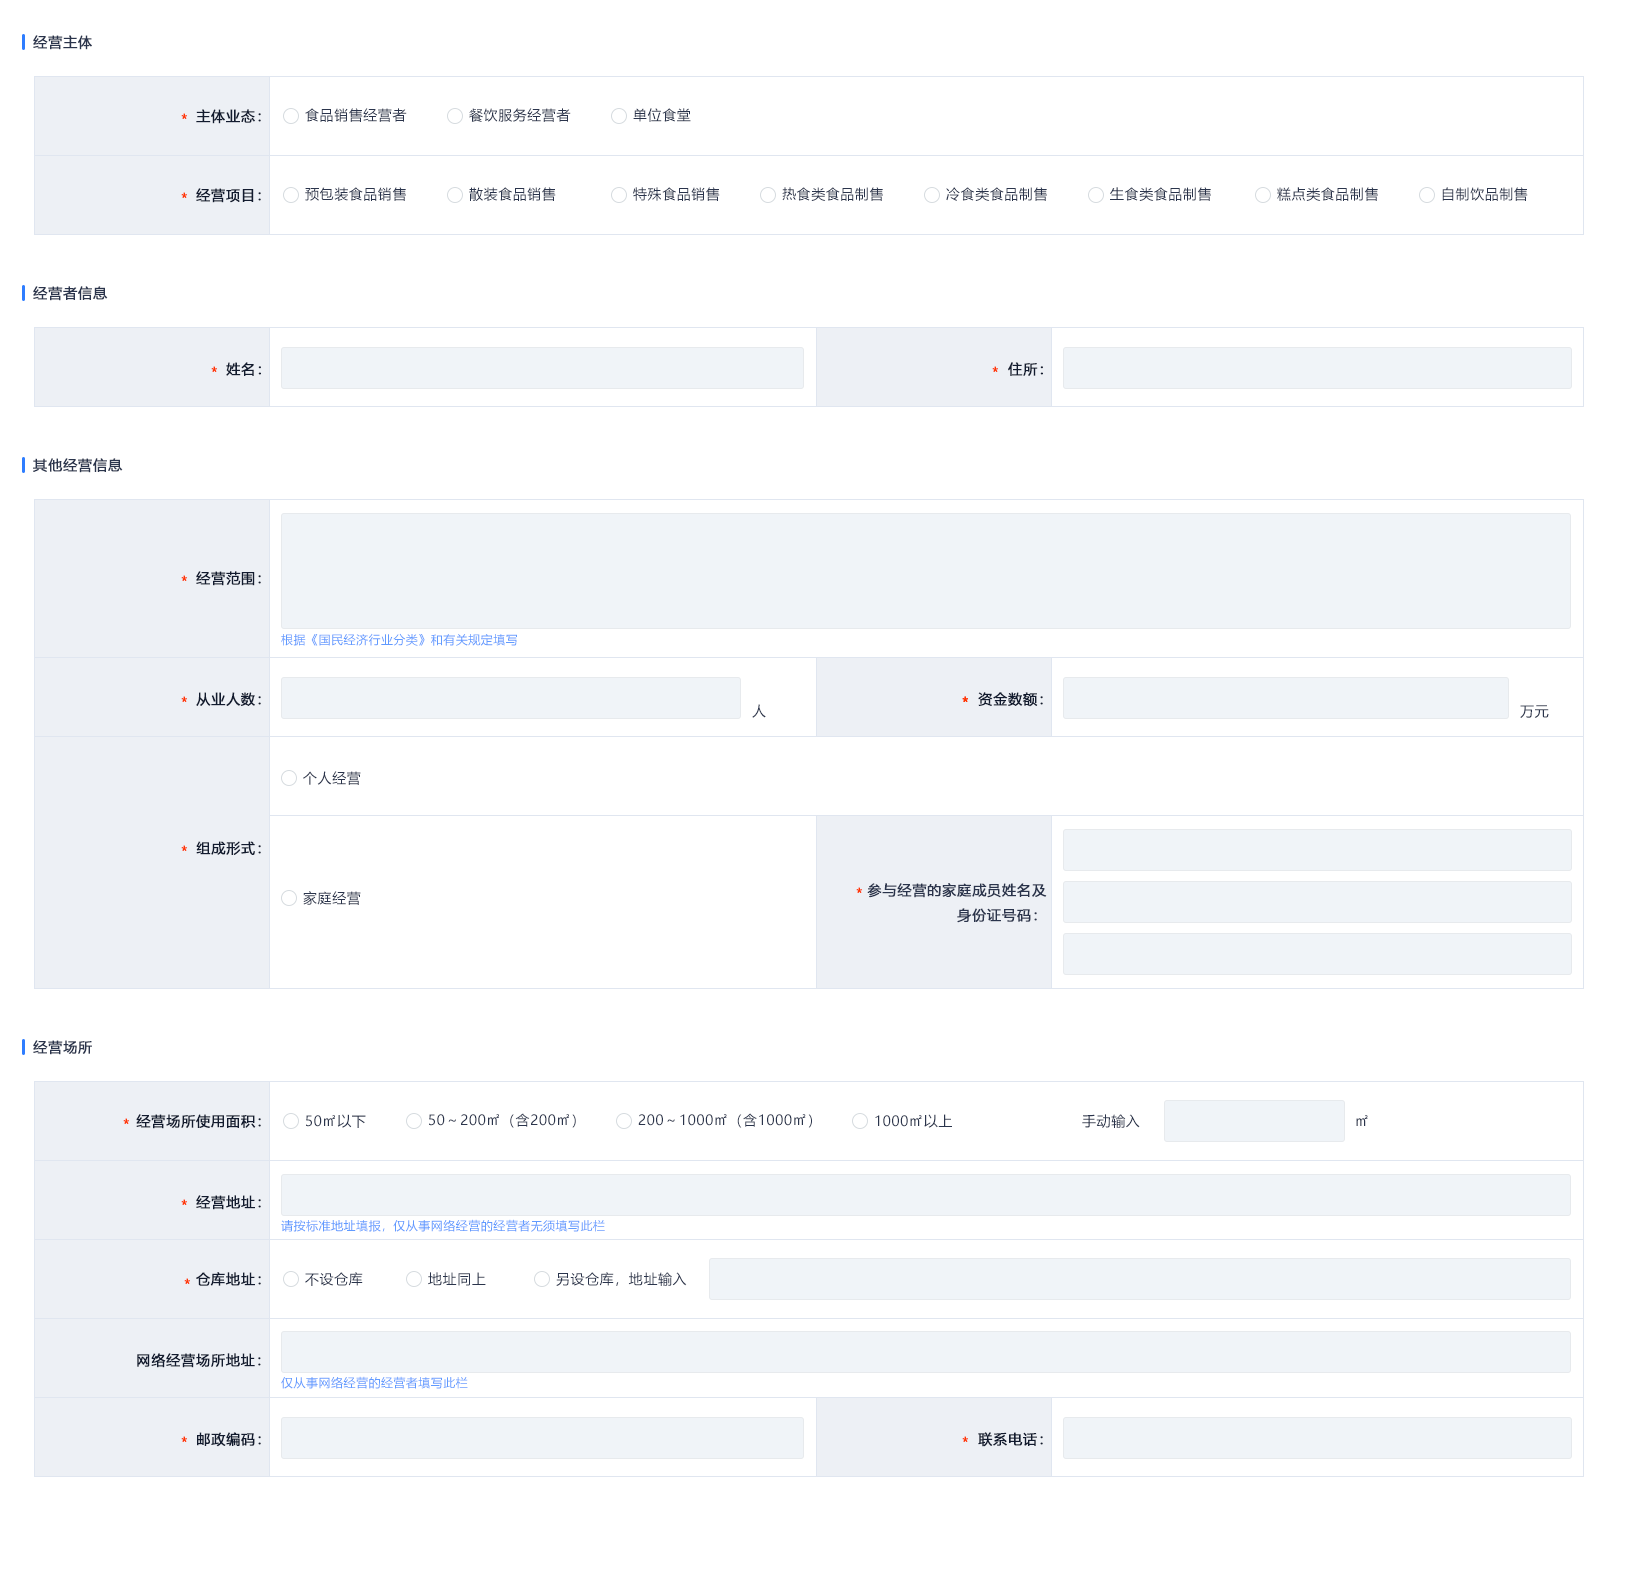 经营主体
* 主体业态： 食品销售经营者 餐饮服务经营者 单位食堂
* 经营项目： 预包装食品销售 散装食品销售 特殊食品销售 热食类食品制售 冷食类食品制售 生食类食品制售 糕点类食品制售 自制饮品制售
经营者信息
* 姓名： * 住所：
其他经营信息
* 经营范围：
根据《国民经济行业分类》和有关规定填写
* 从业人数： 人 * 资金数额： 万元
个人经营
* 组成形式：
家庭经营
* 参与经营的家庭成员姓名及
身份证号码：
经营场所
* 经营场所使用面积： 50㎡以下 50～200㎡（含200㎡） 200～1000㎡（含1000㎡） 1000㎡以上 手动输入 ㎡
* 经营地址：
请按标准地址填报，仅从事网络经营的经营者无须填写此栏
* 仓库地址： 不设仓库 地址同上 另设仓库，地址输入
网络经营场所地址：
仅从事网络经营的经营者填写此栏
* 邮政编码： * 联系电话：